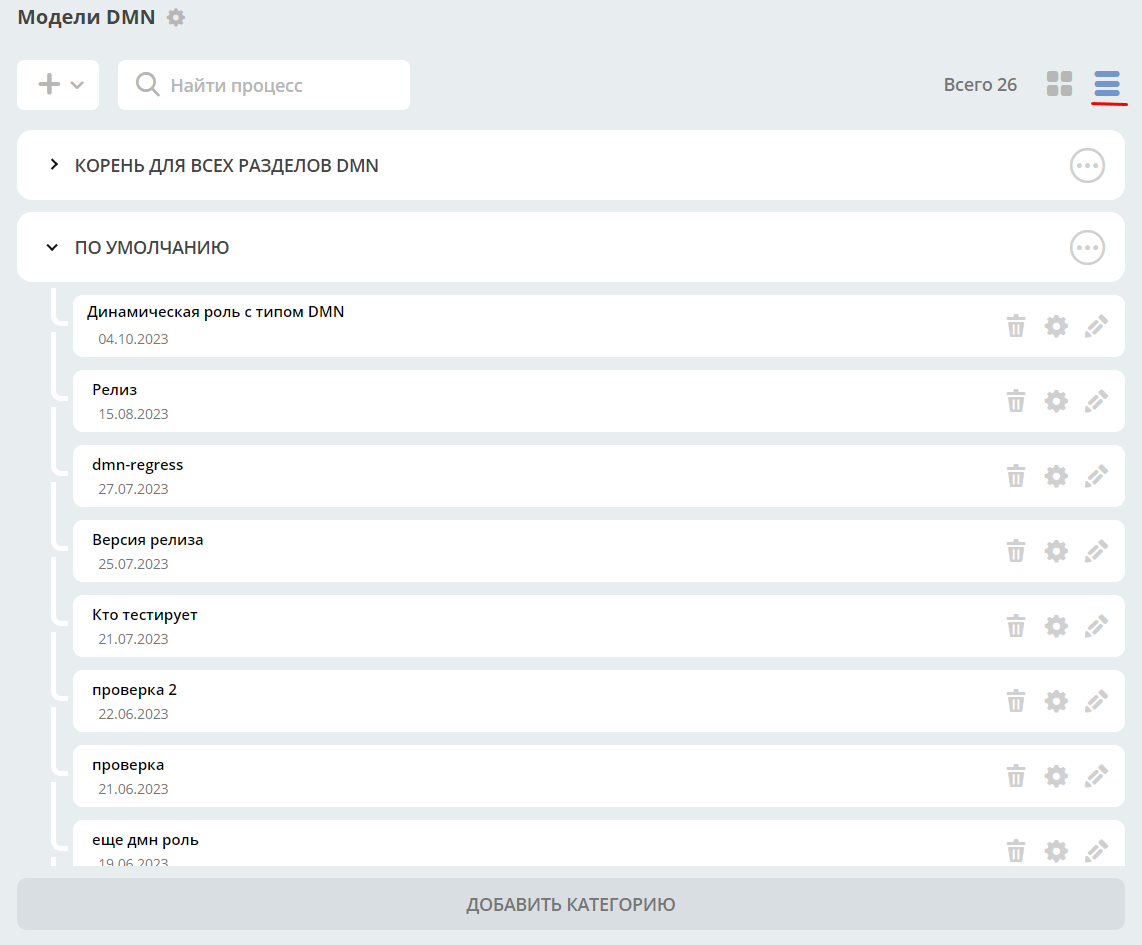 Модели DMN
Найти процесс
Всего 26
КОРЕНЬ ДЛЯ ВСЕХ РАЗДЕЛОВ DMN
ПО УМОЛЧАНИЮ
Динамическая роль с типом DMN
04.10.2023
Релиз
15.08.2023
dmn-regress
27.07.2023
Версия релиза
25.07.2023
Кто тестирует
21.07.2023
проверка 2
22.06.2023
проверка
21.06.2023
еще дмн роль
19.06.2023
ДОБАВИТЬ КАТЕГОРИЮ